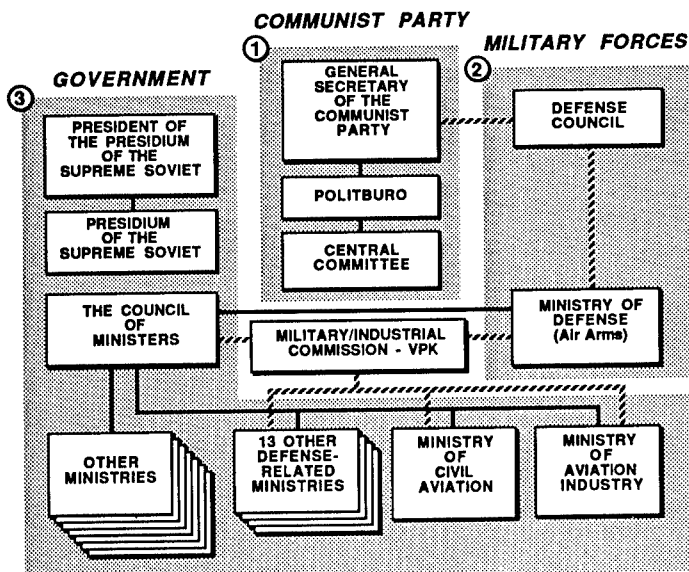 COMMUNIST PARTY
1
GENERAL
SECRETARY
OF THE
COMMUNIST
PARTY
POLITBURO
CENTRAL
COMMITTEE
MILITARY FORCES
2
DEFENSE
COUNCIL
MINISTRY OF
DEFENSE
(Air Arms)
GOVERNMENT
3
PRESIDENT OF
THE PRESIDIUM
OF THE
SUPREME SOVIET
PRESIDIUM
OF THE
SUPREME SOVIET
THE COUNCIL
OF
MINISTERS
MILITARY/INDUSTRIAL
COMMISSION - VPK
OTHER
MINISTRIES
13 OTHER
DEFENSE-
RELATED
MINISTRIES
MINISTRY
OF
CIVIL
AVIATION
MINISTRY
OF
AVIATION
INDUSTRY